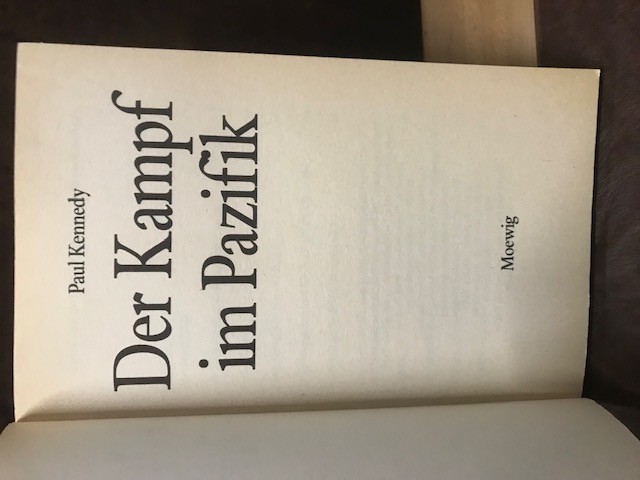 Paul Kennedy
Der Kampf
im Pazifik
Moewig